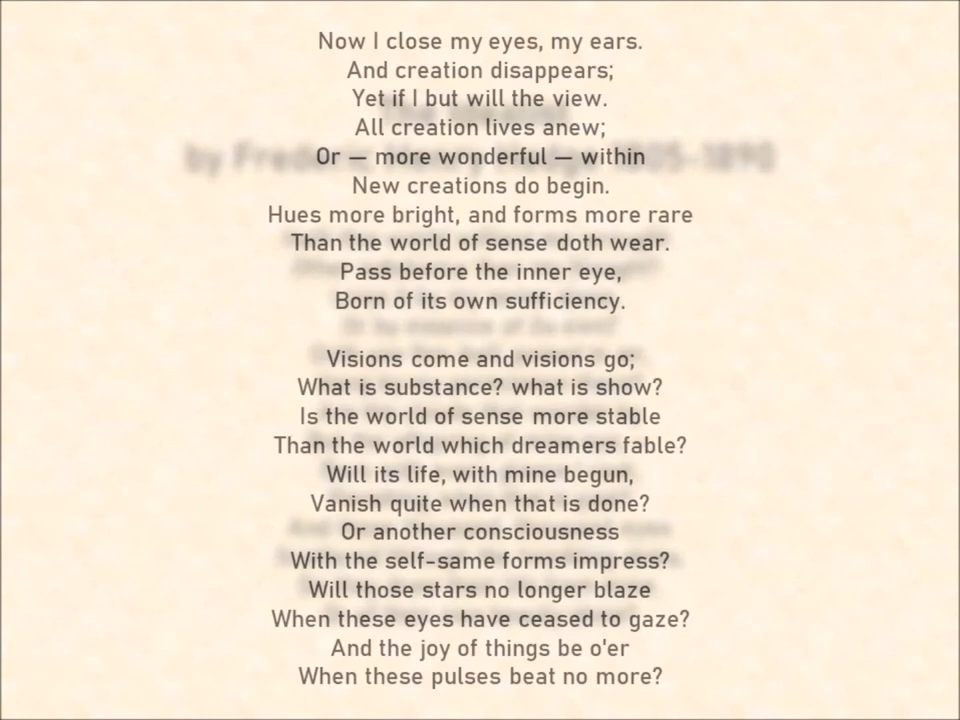 Now I close my eyes, my ears.
And creation disappears;
Yet if I but will the view.
All creation lives anew;
Or — more wonderful — within
New creations do begin.
Hues more bright, and forms more rare
Than the world of sense doth wear.
Pass before the inner eye,
Born of its own sufficiency.

Visions come and visions go;
What is substance? what is show?
Is the world of sense more stable
Than the world which dreamers fable?
Will its life, with mine begun,
Vanish quite when that is done?
Or another consciousness
With the self-same forms impress?
Will those stars no longer blaze
When these eyes have ceased to gaze?
And the joy of things be o'er
When these pulses beat no more?